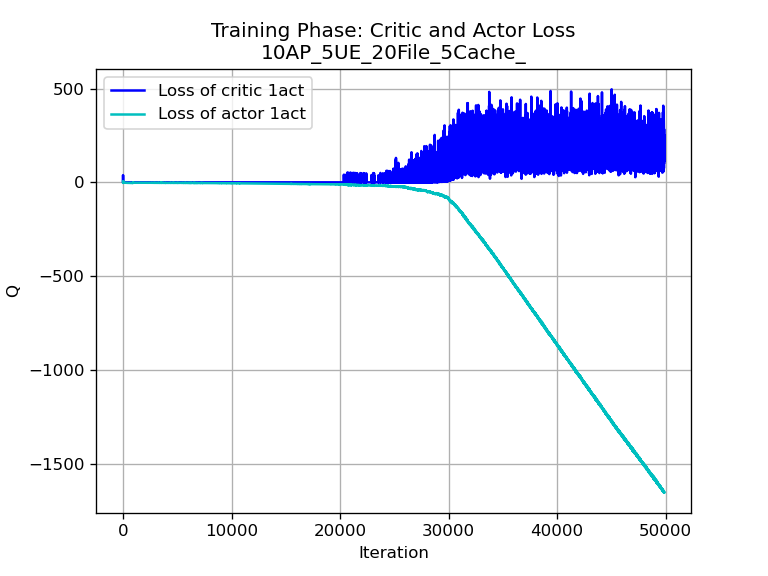 Training Phase: Critic and Actor Loss
10AP_5UE_20File_5Cache_
Loss of critic 1act
Loss of actor 1act
500
0
−500
−1000
−1500
Q
0
10000
20000
30000
40000
50000
Iteration